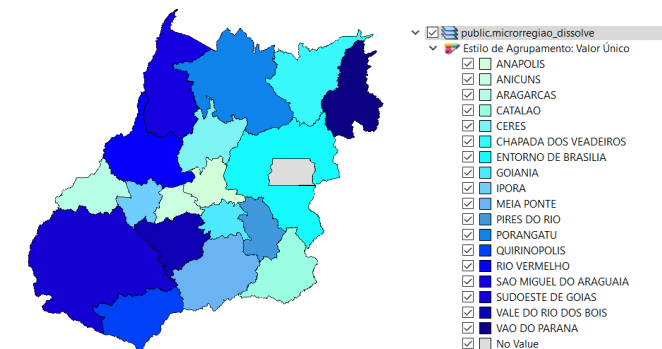 public.microrregiao_dissolve
Estilo de Agrupamento: Valor Único
ANAPOLIS
ANICUNS
ARAGARCAS
CATALAO
CERES
CHAPADA DOS VEADEIROS
ENTORNO DE BRASILIA
GOIANIA
IPORA
MEIA PONTE
PIRES DO RIO
PORANGATU
QUIRINOPOLIS
RIO VERMELHO
SAO MIGUEL DO ARAGUAIA
SUDOESTE DE GOIAS
VALE DO RIO DOS BOIS
VAO DO PARANA
No Value